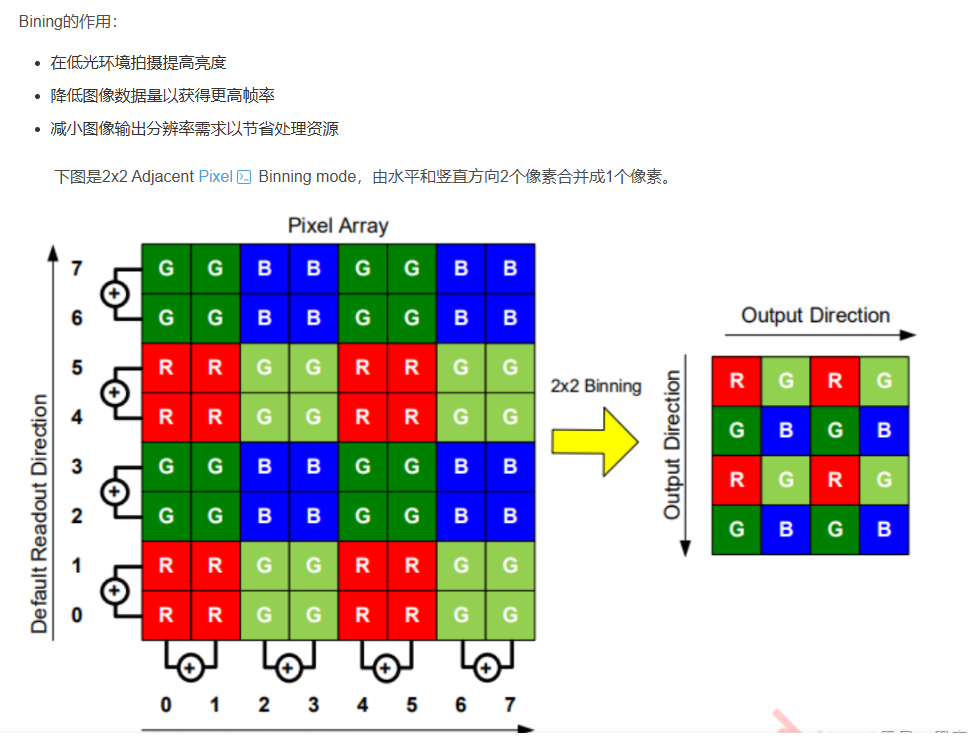 Bining的作用：
在低光环境拍摄提高亮度
降低图像数据量以获得更高帧率
减小图像输出分辨率需求以节省处理资源
下图是2x2 Adjacent Pixel Binning mode，由水平和竖直方向2个像素合并成1个像素。
Pixel Array
Default Readout Direction
7 G G B B G G B B
6 G G B B G G B B
5 R R G G R R G G
4 R R G G R R G G
3 G G B B G G B B
2 G G B B G G B B
1 R R G G R R G G
0 R R G G R R G G
0 1 2 3 4 5 6 7
2x2 Binning
Output Direction
Output Direction
R G R G
G B G B
R G R G
G B G B